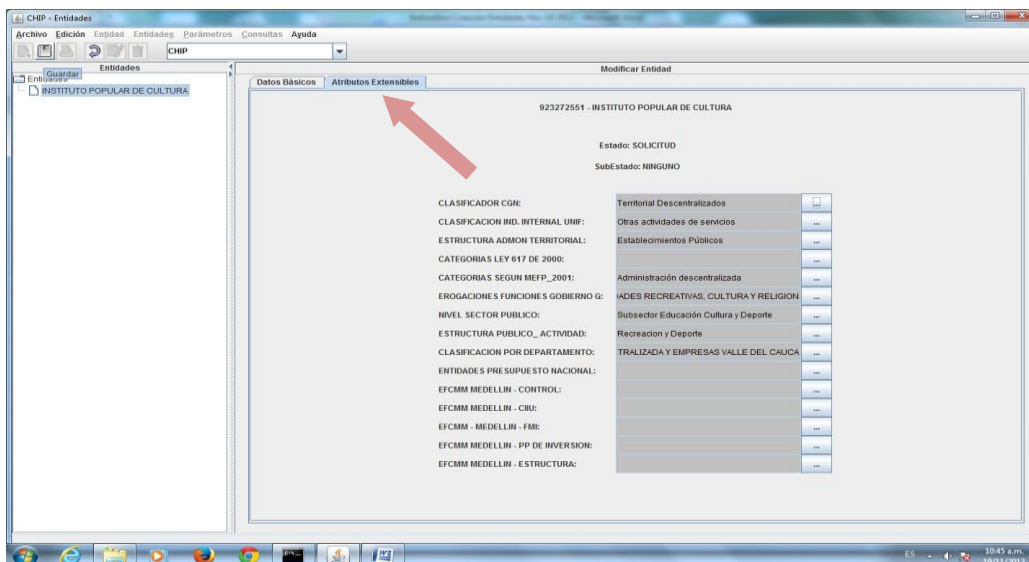 CHIP - Entidades
Archivo Edición Entidad Entidades Parámetros Consultas Ayuda
CHIP
Entidades
Guardar
INSTITUTO POPULAR DE CULTURA
Modificar Entidad
Datos Básicos Atributos Extensibles
923272551 - INSTITUTO POPULAR DE CULTURA
Estado: SOLICITUD
SubEstado: NINGUNO
CLASIFICADOR CGN: Territorial Descentralizados ...
CLASIFICACION IND. INTERNAL UNIF: Otras actividades de servicios ...
ESTRUCTURA ADMON TERRITORIAL: Establecimientos Públicos ...
CATEGORIAS LEY 617 DE 2000: ...
CATEGORIAS SEGUN MEFP_2001: Administración descentralizada ...
EROGACIONES FUNCIONES GOBIERNO G: ADES RECREATIVAS, CULTURA Y RELIGION ...
NIVEL SECTOR PUBLICO: Subsector Educación Cultura y Deporte ...
ESTRUCTURA PUBLICO_ ACTIVIDAD: Recreacion y Deporte ...
CLASIFICACION POR DEPARTAMENTO: TRALIZADA Y EMPRESAS VALLE DEL CAUCA ...
ENTIDADES PRESUPUESTO NACIONAL: ...
EFCMM MEDELLIN - CONTROL: ...
EFCMM MEDELLIN - CIIU: ...
EFCMM - MEDELLIN - FMI: ...
EFCMM MEDELLIN - PP DE INVERSION: ...
EFCMM MEDELLIN - ESTRUCTURA: ...
ES
10:45 a.m.
19/11/2013